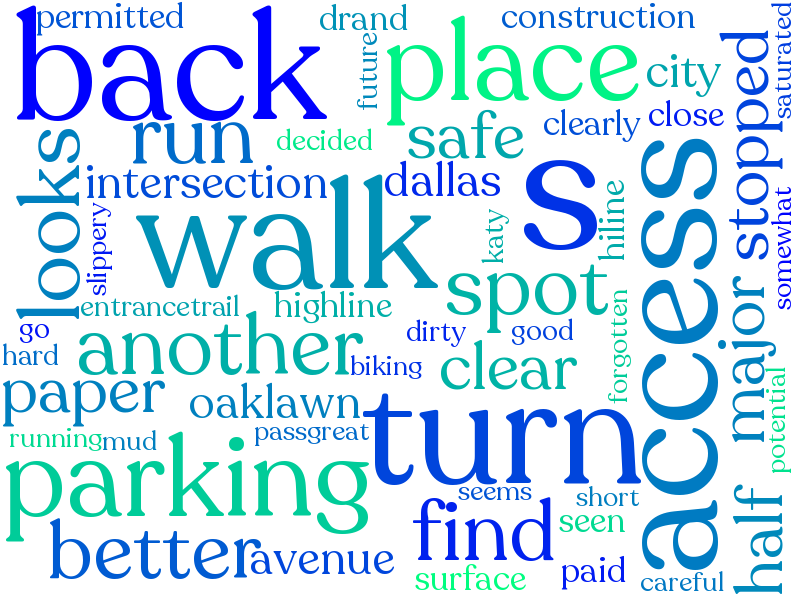 permitted
drand
construction
back
future
place
city
saturated
run
decided
safe
clearly
close
stopped
looks
intersection
dallas
s
access
slippery
walk
katy
hiline
somewhat
entrancetrail
highline
spot
go
another
dirty
good
forgotten
major
hard
biking
clear
paper
oaklawn
turn
potential
running
mud
passgreat
parking
seems
short
half
better
avenue
find
seen
surface
paid
careful